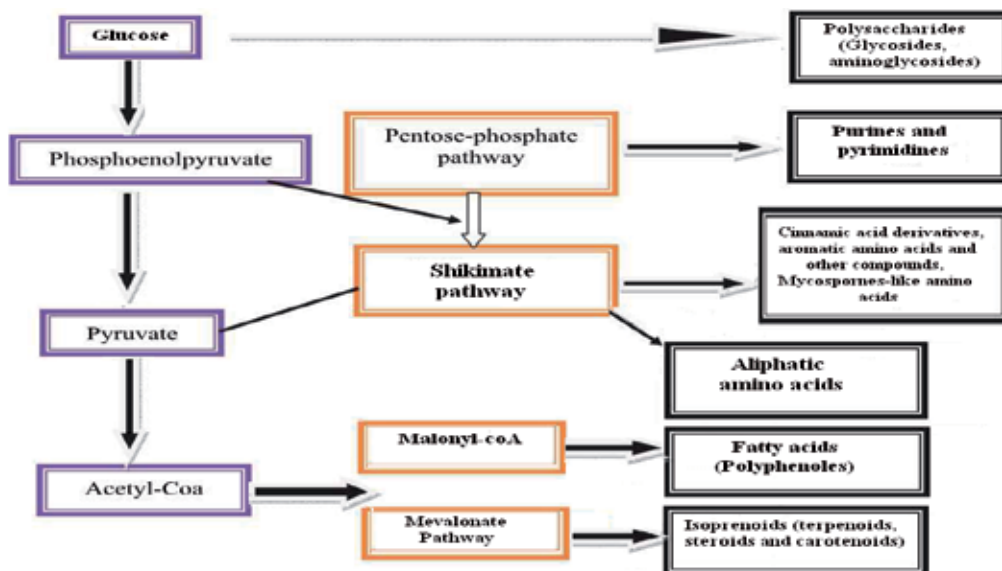 Glucose
Polysaccharides
(Glycosides,
aminoglycosides)
Phosphoenolpyruvate
Pentose-phosphate
pathway
Purines and
pyrimidines
Shikimate
pathway
Cinnamic acid derivatives,
aromatic amino acids and
other compounds,
Mycospornes-like amino
acids
Pyruvate
Aliphatic
amino acids
Malonyl-coA
Fatty acids
(Polyphenoles)
Acetyl-Coa
Mevalonate
Pathway
Isoprenoids (terpenoids,
steroids and carotenoids)